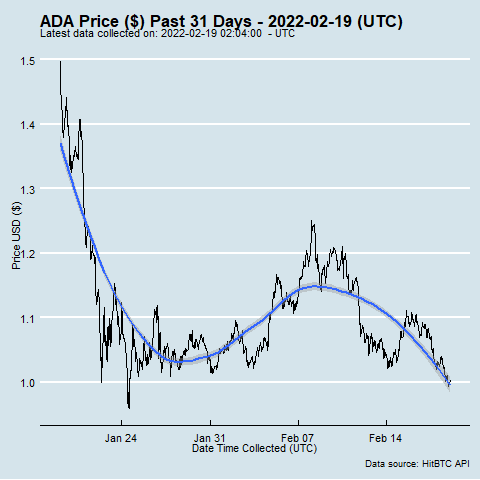 ADA Price ($) Past 31 Days - 2022-02-19 (UTC)
Latest data collected on: 2022-02-19 02:04:00  - UTC
1.5
1.4
1.3
1.2
1.1
1.0
Price USD ($)
Jan 24 Jan 31 Feb 07 Feb 14
Date Time Collected (UTC)
Data source: HitBTC API